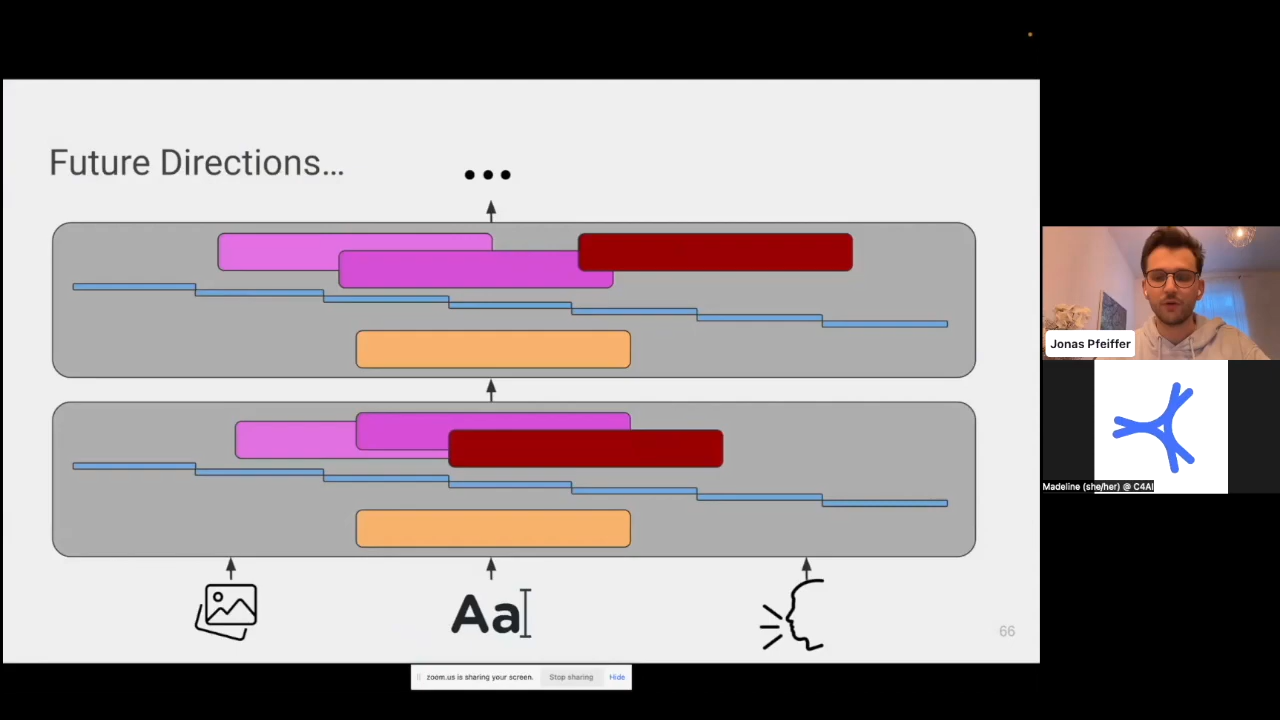 Future Directions...
Aa
66
Jonas Pfeiffer
Madeline (she/her) @ C4AI
zoom.us is sharing your screen. Stop sharing Hide